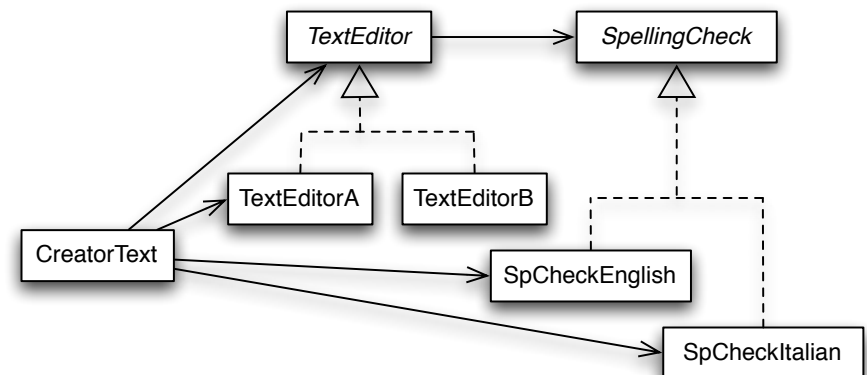 TextEditor
SpellingCheck
TextEditorA
TextEditorB
CreatorText
SpCheckEnglish
SpCheckItalian